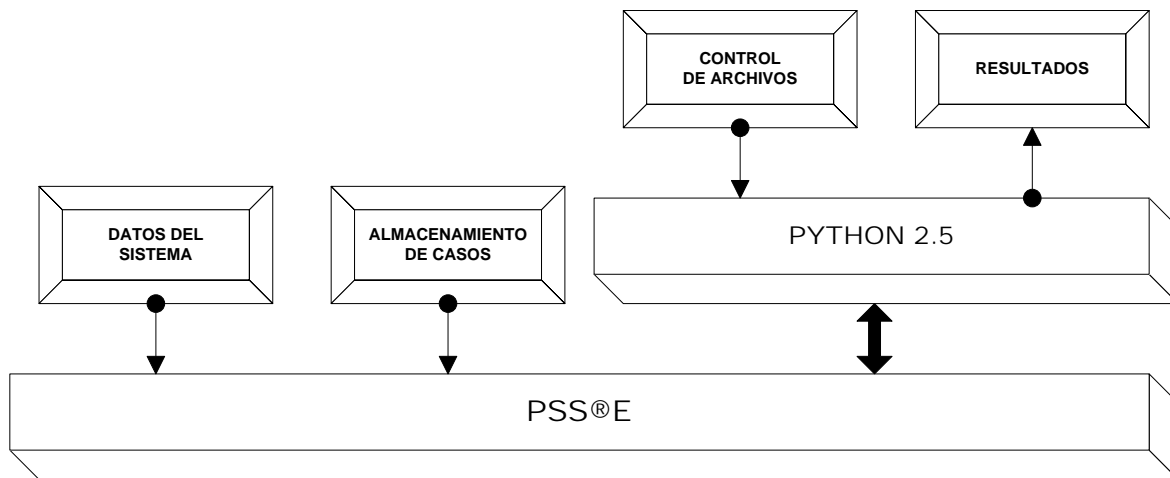 CONTROL
DE ARCHIVOS
RESULTADOS
DATOS DEL
SISTEMA
ALMACENAMIENTO
DE CASOS
PYTHON 2.5
PSS®E